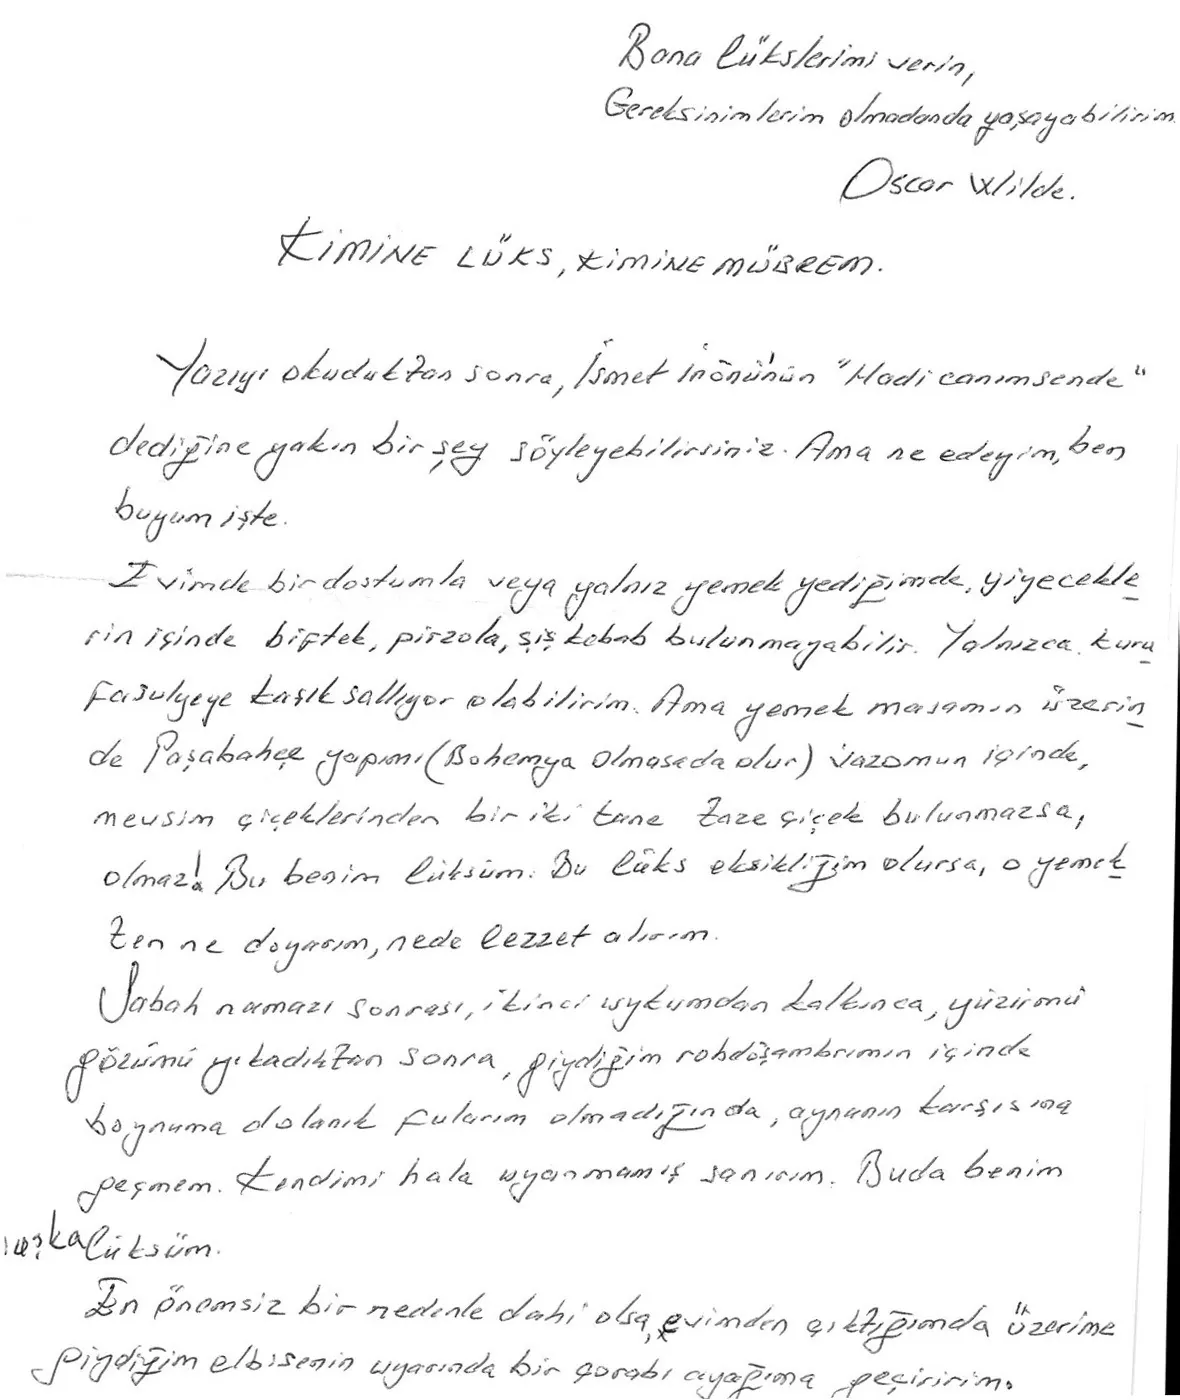 Bana lükslerimi verin,
Gereksinimlerim olmadanda yaşayabilirim.
Oscar Wilde.
KİMİNE LÜKS, KİMİNE MÜBREM.
Yazıyı okuduktan sonra, İsmet İnönü'nün "Hadi canımsende"
dediğine yakın bir şey söyleyebilirsiniz. Ama ne edeyim, ben
buyum işte.
Evimde bir dostumla veya yalnız yemek yediğimde, yiyecekle
rin içinde biftek, pirzola, şiş kebab bulunmayabilir. Yalnızca kuru
fasulyeye kaşık sallıyor olabilirim. Ama yemek masamın üzerin
de Paşabahçe yapımı (Bohemya olmasada olur) vazomun içinde,
mevsim çiçeklerinden bir iki tane taze çiçek bulunmazsa,
olmaz! Bu benim lüksüm. Bu lüks eksikliğim olursa, o yemek
ten ne doyarım, nede lezzet alırım.
Sabah namazı sonrası, ikinci uykumdan kalkınca, yüzümü
gözümü yıkadıktan sonra, giydiğim robdöşambrımın içinde
boynuma dolanık fularım olmadığında, aynanın karşısına
geçmem. Kendimi hala uyanmamış sanırım. Buda benim
başka lüksüm.
En önemsiz bir nedenle dahi olsa, evimden çıktığımda üzerime
giydiğim elbisenin uyarında bir çorabı ayağıma geçiririm.